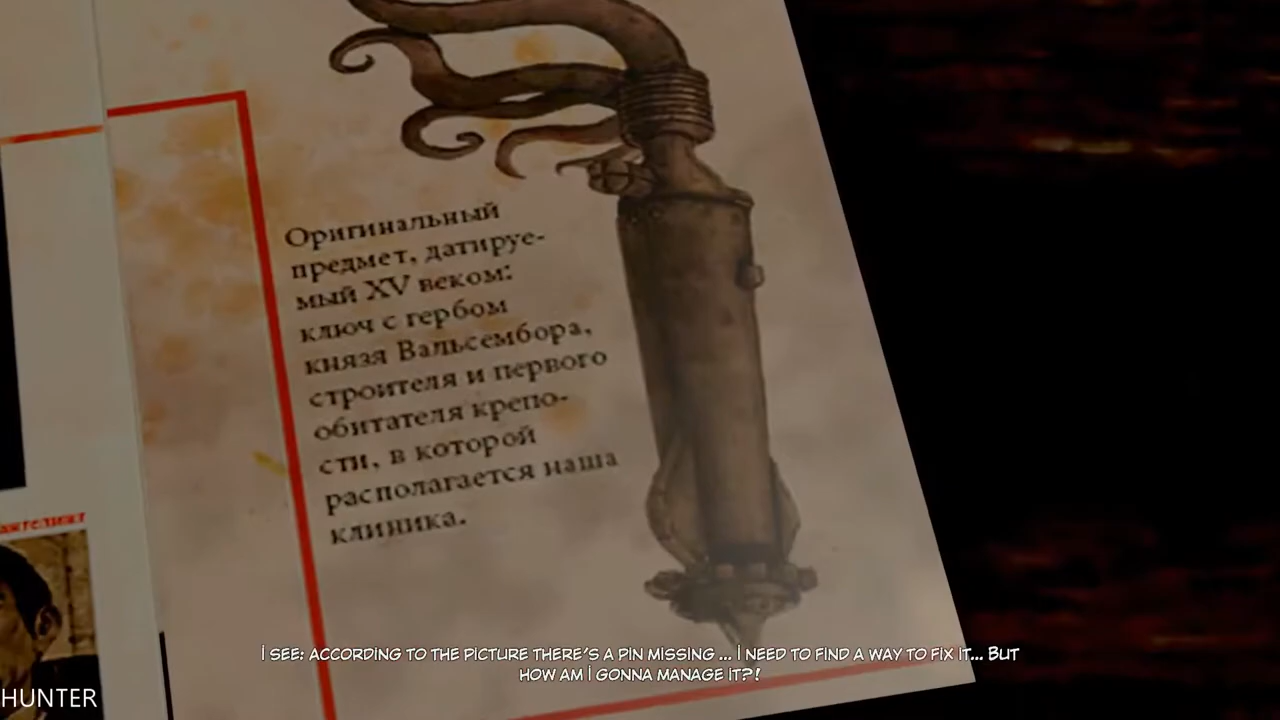 Оригинальный
предмет, датируе-
мый XV веком:
ключ с гербом
князя Вальсембора,
строителя и первого
обитателя крепо-
сти, в которой
располагается наша
клиника.
I SEE: ACCORDING TO THE PICTURE THERE'S A PIN MISSING ... I NEED TO FIND A WAY TO FIX IT... BUT
HOW AM I GONNA MANAGE IT?!
HUNTER